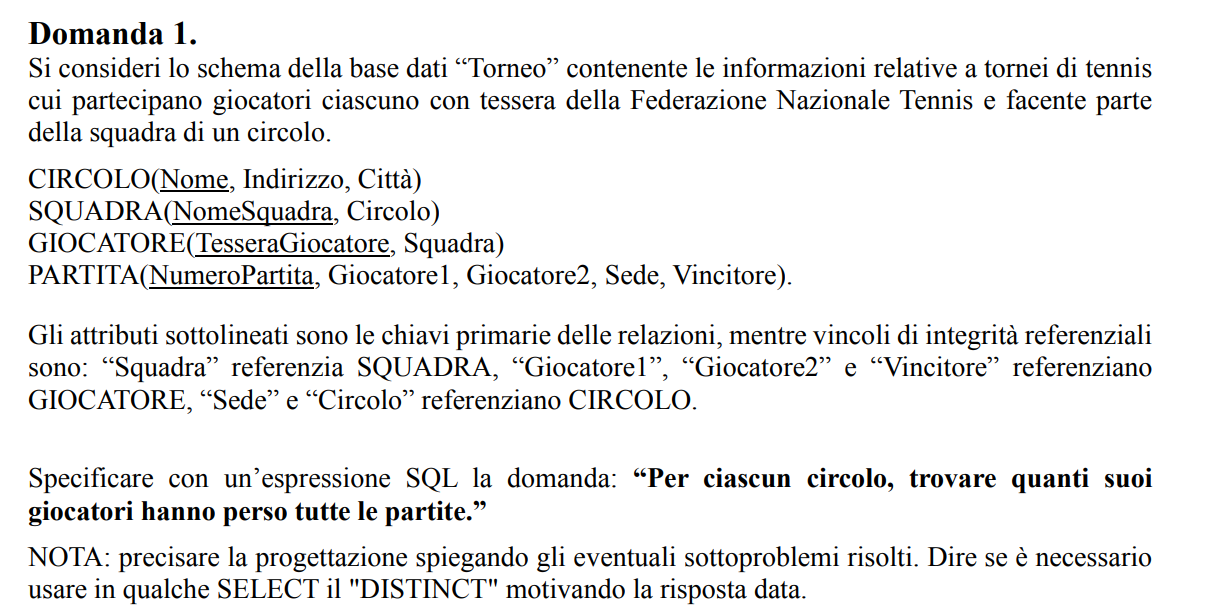 Domanda 1.
Si consideri lo schema della base dati “Torneo” contenente le informazioni relative a tornei di tennis
cui partecipano giocatori ciascuno con tessera della Federazione Nazionale Tennis e facente parte
della squadra di un circolo.
CIRCOLO(Nome, Indirizzo, Città)
SQUADRA(NomeSquadra, Circolo)
GIOCATORE(TesseraGiocatore, Squadra)
PARTITA(NumeroPartita, Giocatore1, Giocatore2, Sede, Vincitore).
Gli attributi sottolineati sono le chiavi primarie delle relazioni, mentre vincoli di integrità referenziali
sono: “Squadra” referenzia SQUADRA, “Giocatore1”, “Giocatore2” e “Vincitore” referenziano
GIOCATORE, “Sede” e “Circolo” referenziano CIRCOLO.
Specificare con un’espressione SQL la domanda: “Per ciascun circolo, trovare quanti suoi
giocatori hanno perso tutte le partite.”
NOTA: precisare la progettazione spiegando gli eventuali sottoproblemi risolti. Dire se è necessario
usare in qualche SELECT il "DISTINCT" motivando la risposta data.